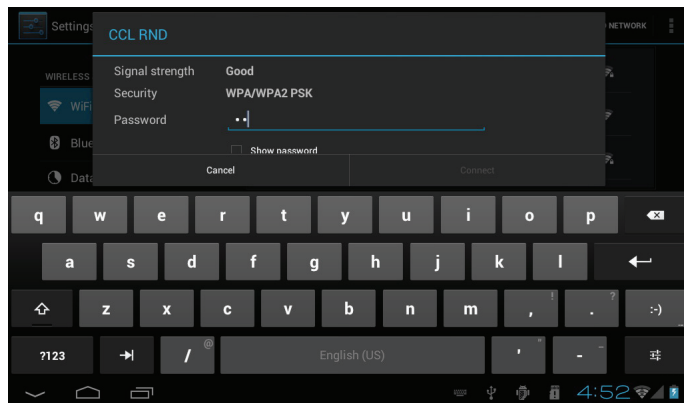 Settings
CCL RND
NETWORK
Signal strength Good
WIRELESS
Security WPA/WPA2 PSK
WiFi
Password ••
Blue
Show password
Data
Cancel Connect
q w e r t y u i o p
a s d f g h j k l
z x c v b n m , ! . ? :-)
?123 / @ English (US) ' " - _
4:52